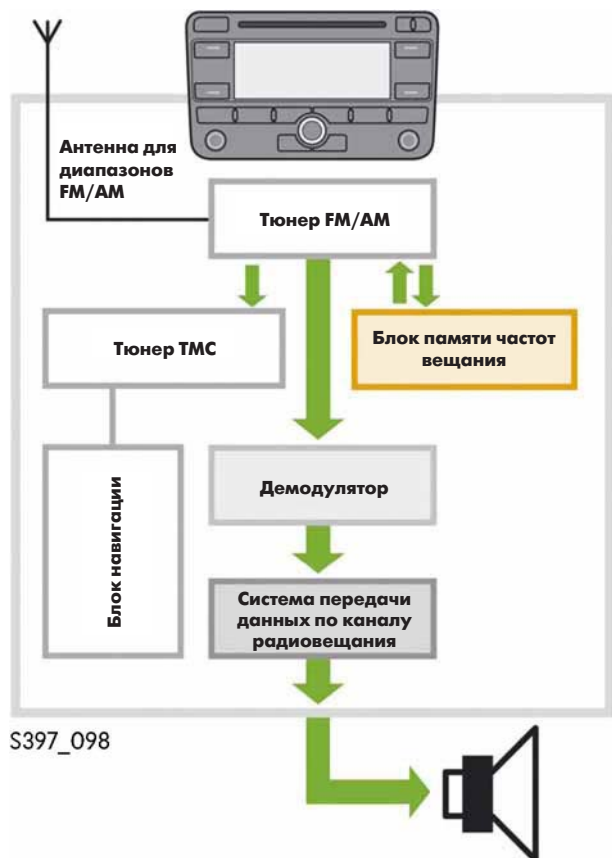 Антенна для
диапазонов
FM/AM
Тюнер FM/AM
Тюнер ТМС
Блок памяти частот
вещания
Блок навигации
Демодулятор
Система передачи
данных по каналу
радиовещания
S397_098